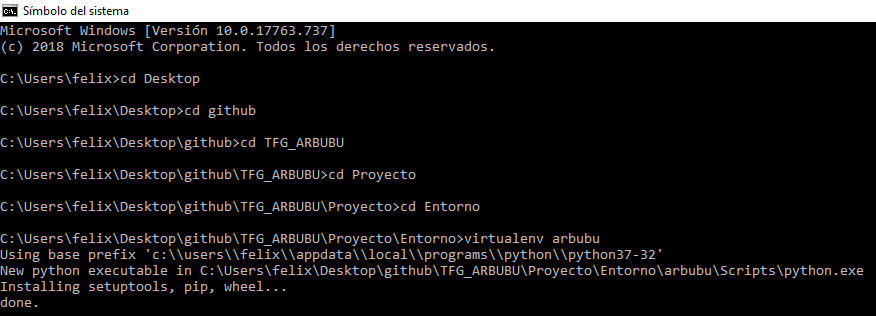 Símbolo del sistema
Microsoft Windows [Versión 10.0.17763.737]
(c) 2018 Microsoft Corporation. Todos los derechos reservados.
C:\Users\felix>cd Desktop
C:\Users\felix\Desktop>cd github
C:\Users\felix\Desktop\github>cd TFG_ARBUBU
C:\Users\felix\Desktop\github\TFG_ARBUBU>cd Proyecto
C:\Users\felix\Desktop\github\TFG_ARBUBU\Proyecto>cd Entorno
C:\Users\felix\Desktop\github\TFG_ARBUBU\Proyecto\Entorno>virtualenv arbubu
Using base prefix 'c:\\users\\felix\\appdata\\local\\programs\\python\\python37-32'
New python executable in C:\Users\felix\Desktop\github\TFG_ARBUBU\Proyecto\Entorno\arbubu\Scripts\python.exe
Installing setuptools, pip, wheel...
done.